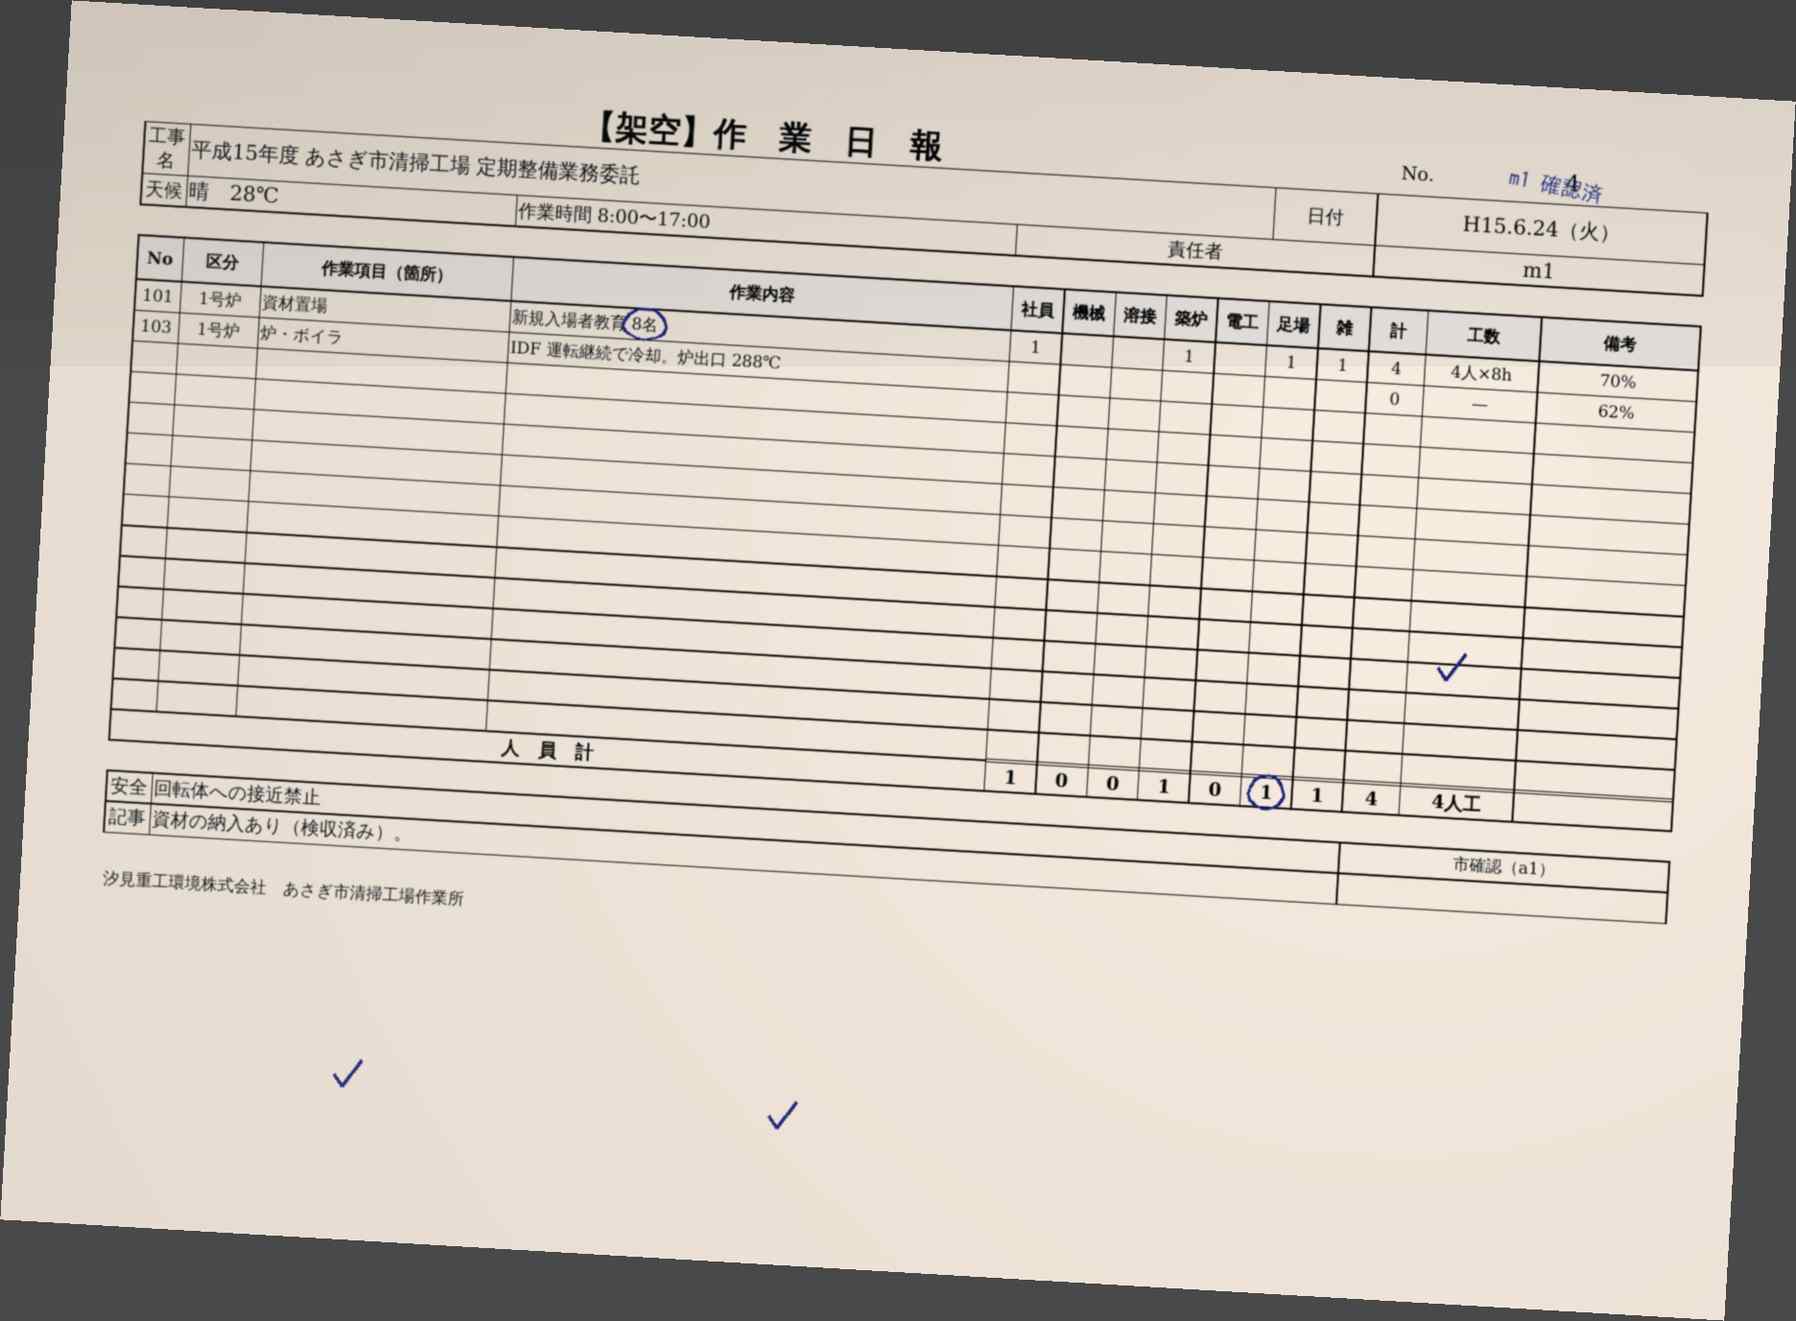 【架空】作 業 日 報
No. 4
m1 確認済
工事名 平成15年度 あさぎ市清掃工場 定期整備業務委託 日付 H15.6.24（火）
天候 晴 28℃ 作業時間 8:00〜17:00 責任者 m1
No 区分 作業項目（箇所） 作業内容 社員 機械 溶接 築炉 電工 足場 雑 計 工数 備考
101 1号炉 資材置場 新規入場者教育 8名 1 1 1 1 4 4人×8h 70%
103 1号炉 炉・ボイラ IDF 運転継続で冷却。炉出口 288℃ 0 — 62%
人 員 計 1 0 0 1 0 1 1 4 4人工
安全 回転体への接近禁止 市確認（a1）
記事 資材の納入あり（検収済み）。
汐見重工環境株式会社 あさぎ市清掃工場作業所